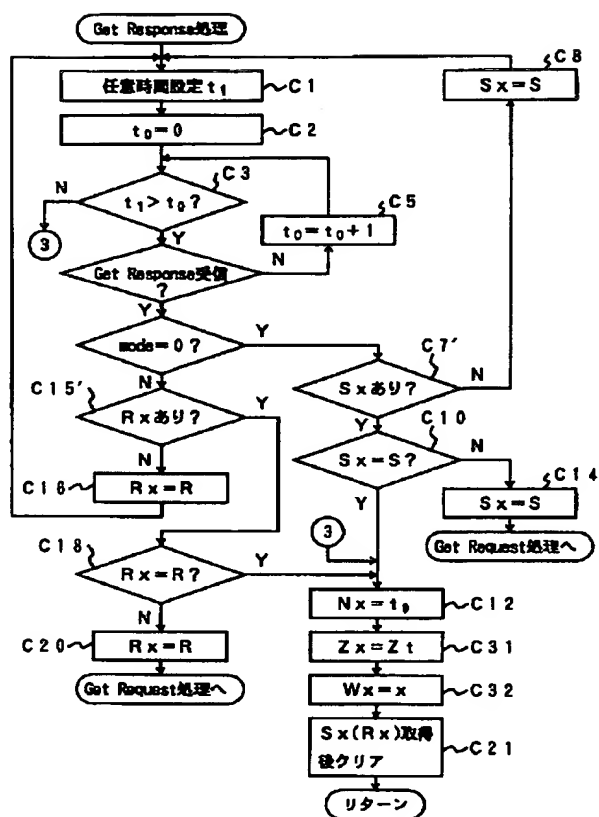 Get Response処理
C8
Sx=S
任意時間設定 t1
C1
t0=0
C2
C3
N
t1>t0?
C5
t0=t0+1
3
Y
Get Response受信
?
N
Y
mode=0?
Y
C7′
N
Sxあり?
N
C15′
Rxあり?
Y
Y
C10
N
Sx=S?
N
C16
Rx=R
C14
Sx=S
Y
Get Request処理へ
3
C18
Rx=R?
Y
Nx=t9
C12
N
C20
Rx=R
Zx=Zt
C31
Get Request処理へ
Wx=x
C32
Sx(Rx)取得
後クリア
C21
リターン